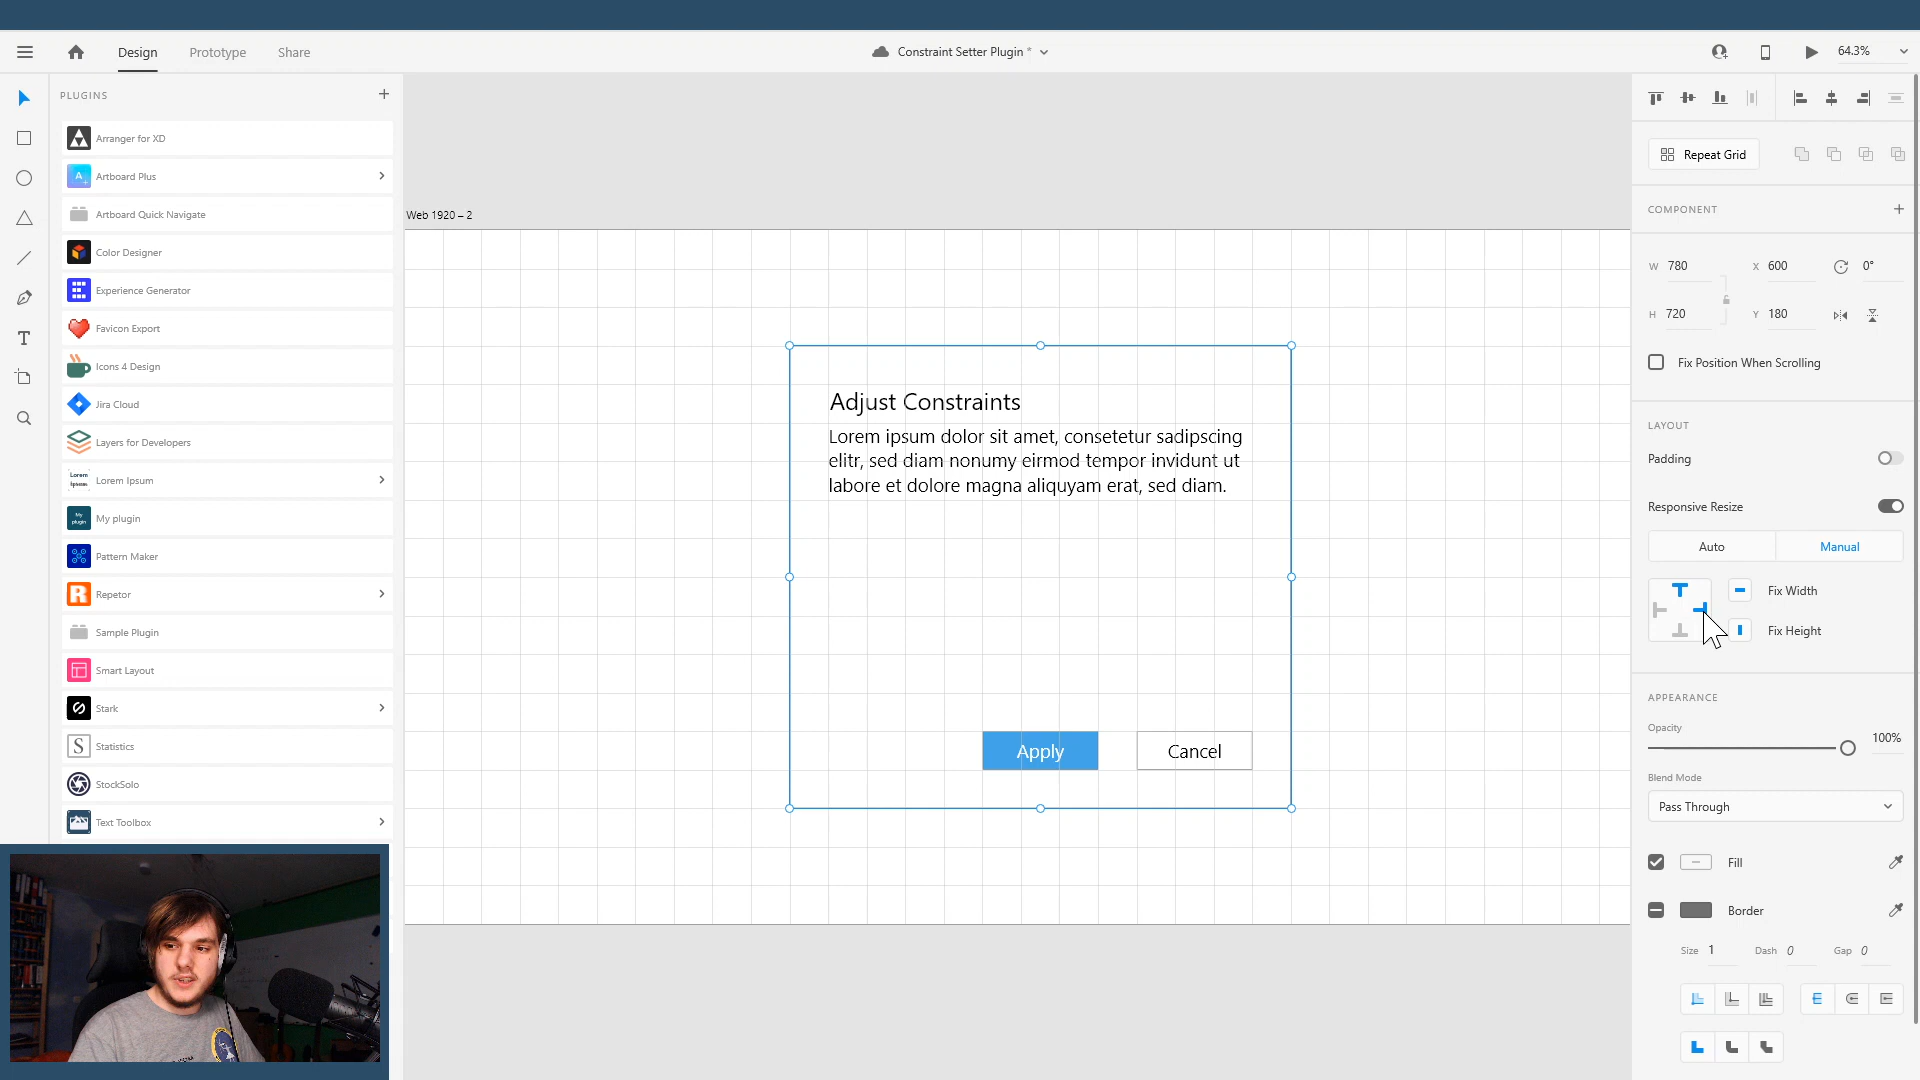 Design
Prototype
Share
Constraint Setter Plugin *
64.3%
PLUGINS
Arranger for XD
Artboard Plus
Artboard Quick Navigate
Color Designer
Experience Generator
Favicon Export
Icons 4 Design
Jira Cloud
Layers for Developers
Lorem Ipsum
Lorem Ipsum
My plugin
My plugin
Pattern Maker
Repetor
Sample Plugin
Smart Layout
Stark
Statistics
StockSolo
Text Toolbox
Web 1920 – 2
Adjust Constraints
Lorem ipsum dolor sit amet, consetetur sadipscing
elitr, sed diam nonumy eirmod tempor invidunt ut
labore et dolore magna aliquyam erat, sed diam.
Apply
Cancel
Repeat Grid
COMPONENT
W 780
X 600
0°
H 720
Y 180
Fix Position When Scrolling
LAYOUT
Padding
Responsive Resize
Auto
Manual
Fix Width
Fix Height
APPEARANCE
Opacity
100%
Blend Mode
Pass Through
Fill
Border
Size 1
Dash 0
Gap 0